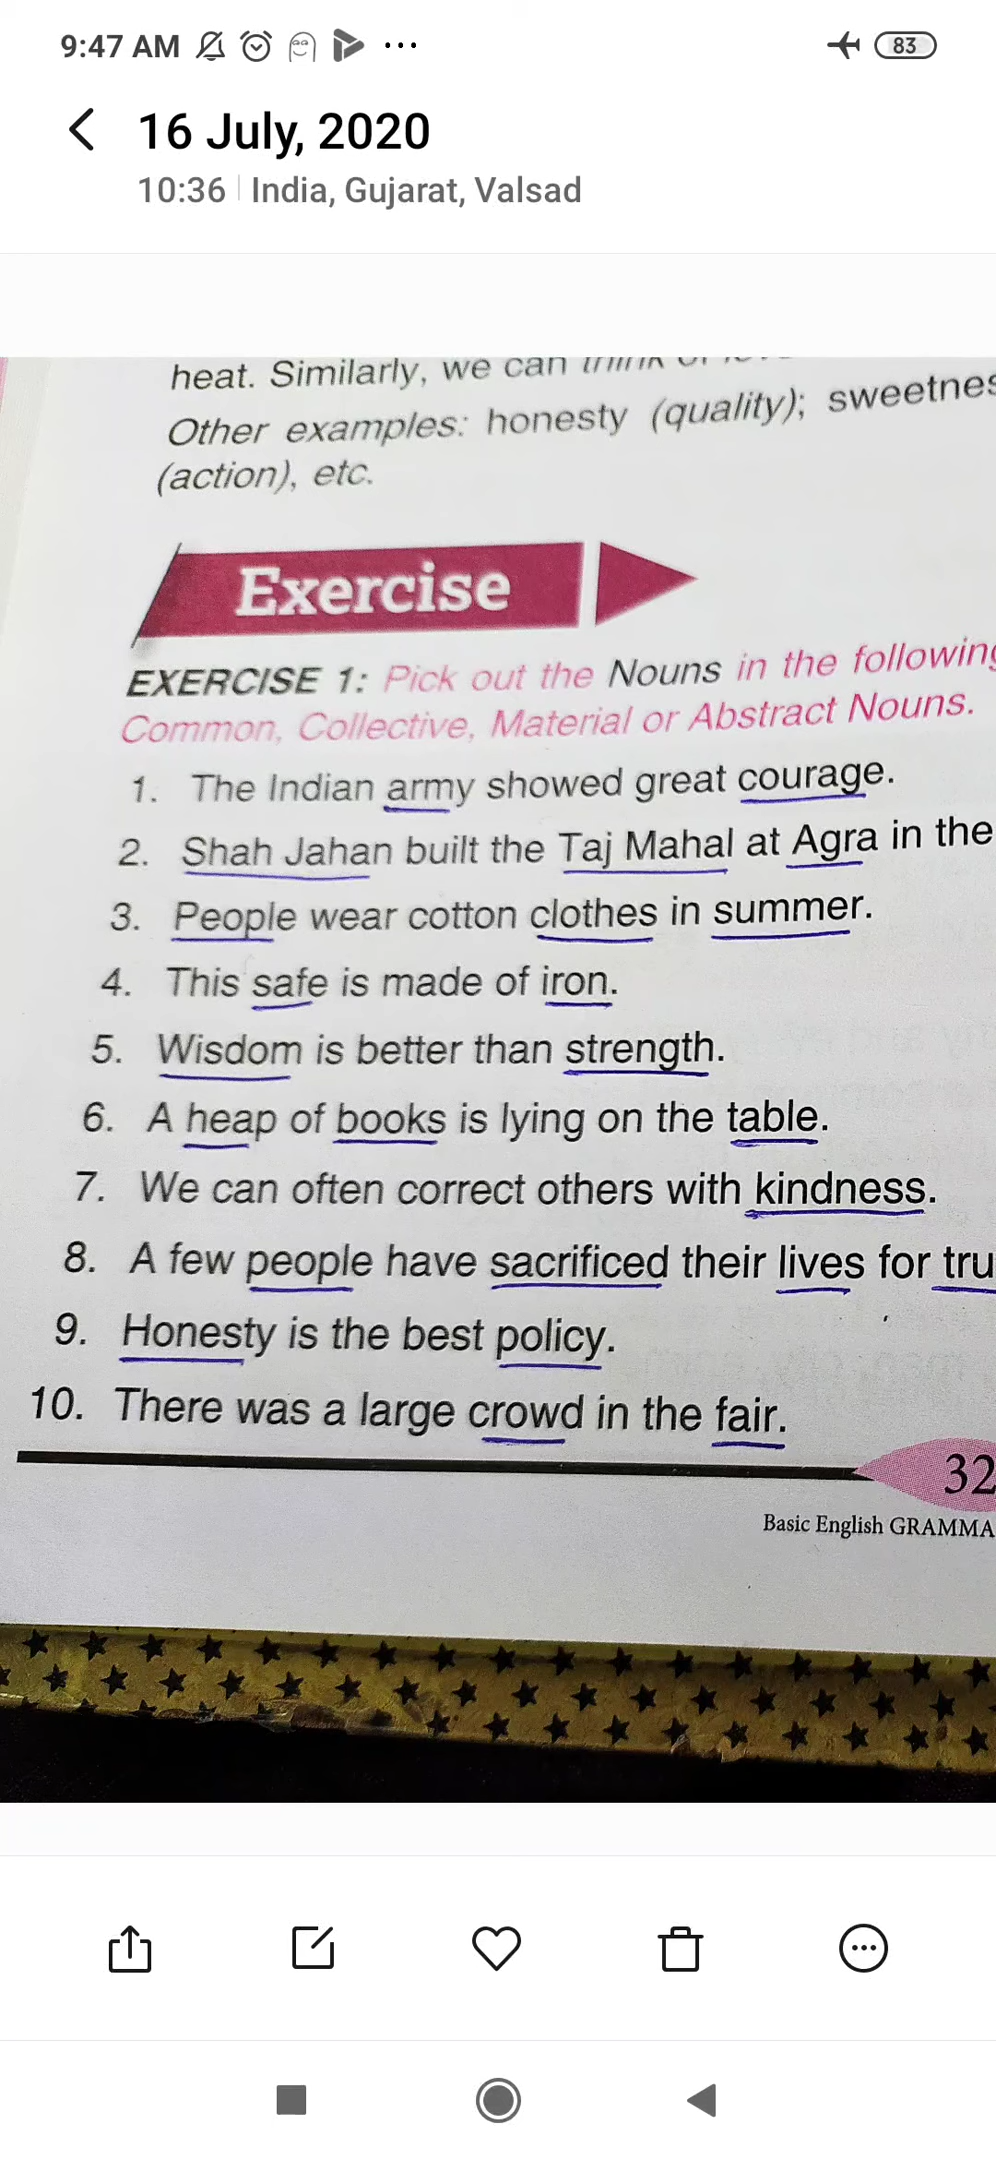 9:47 AM
83
16 July, 2020
10:36 | India, Gujarat, Valsad
heat. Similarly, we can think of
Other examples: honesty (quality);
(action), etc.
Exercise
EXERCISE 1: Pick out the Nouns in the following
Common, Collective, Material or Abstract Nouns.
1. The Indian army showed great courage.
2. Shah Jahan built the Taj Mahal at Agra in the
3. People wear cotton clothes in summer.
4. This safe is made of iron.
5. Wisdom is better than strength.
6. A heap of books is lying on the table.
7. We can often correct others with kindness.
8. A few people have sacrificed their lives for tru
9. Honesty is the best policy.
10. There was a large crowd in the fair.
32
Basic English GRAMMA